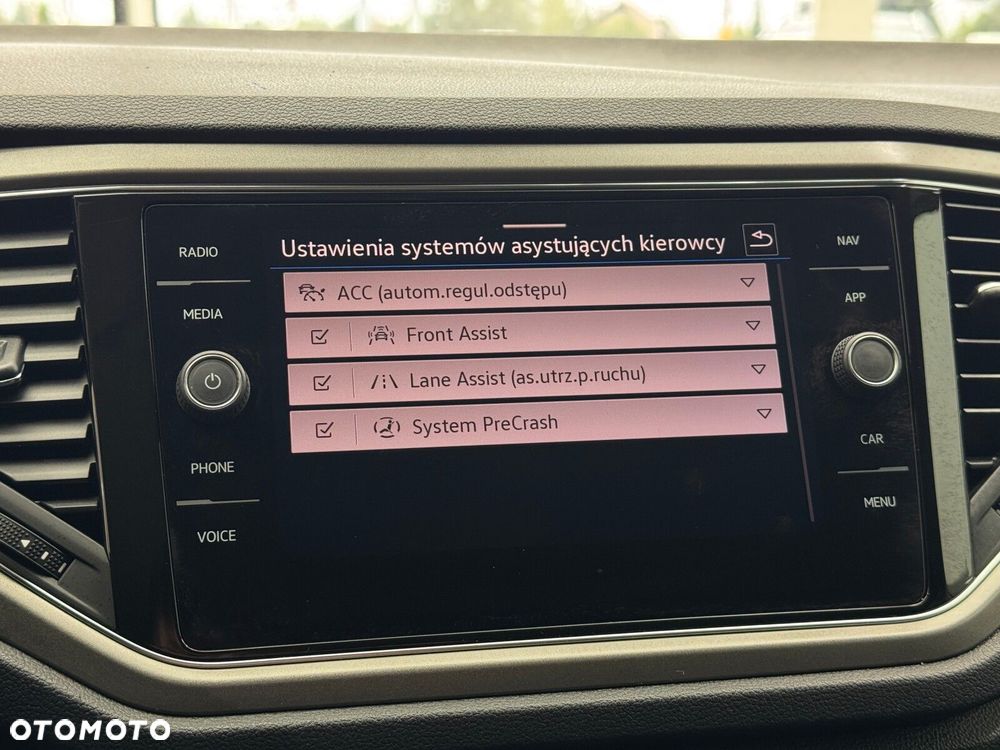 RADIO
MEDIA
PHONE
VOICE
Ustawienia systemów asystujących kierowcy
ACC (autom.regul.odstępu)
Front Assist
Lane Assist (as.utrz.p.ruchu)
System PreCrash
NAV
APP
CAR
MENU
OTOMOTO